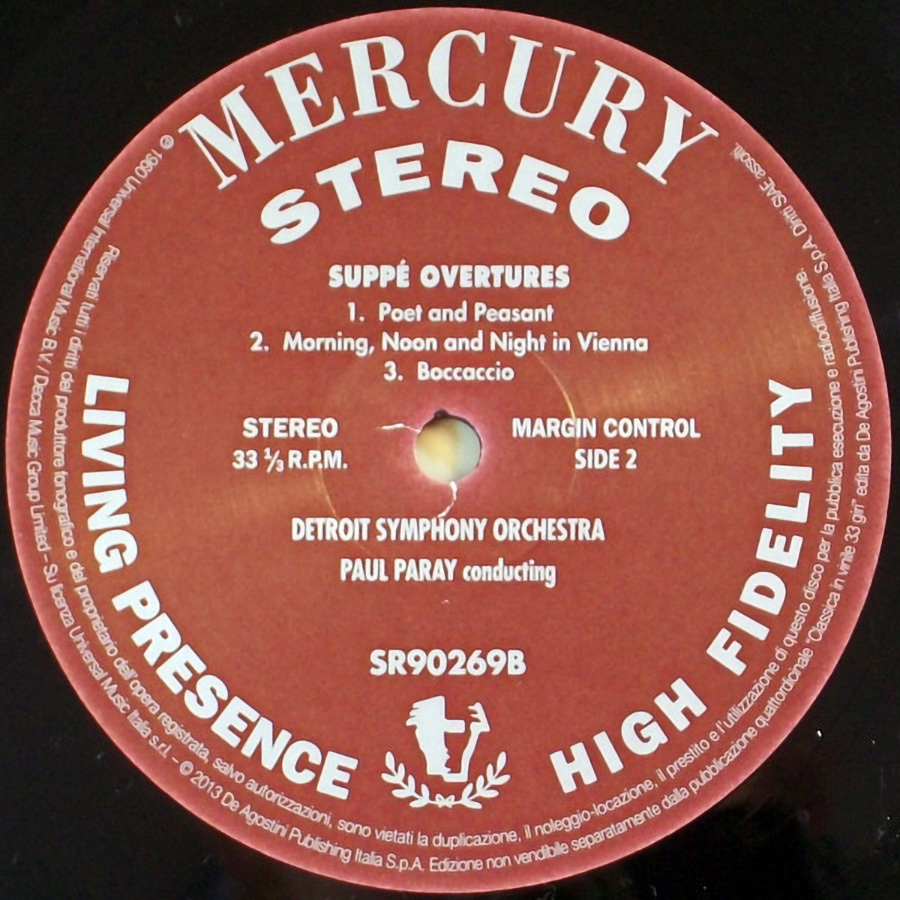 MERCURY
STEREO
SUPPÉ OVERTURES
1. Poet and Peasant
2. Morning, Noon and Night in Vienna
3. Boccaccio
STEREO
33 ⅓ R.P.M.
MARGIN CONTROL
SIDE 2
DETROIT SYMPHONY ORCHESTRA
PAUL PARAY conducting
SR90269B
LIVING PRESENCE
HIGH FIDELITY
℗ 1960 Universal International Music B.V. / Decca Music Group Limited - SU licenza Universal Music Italia s.r.l. - © 2013 De Agostini Publishing Italia S.p.A. Edizione non vendibile separatamente dalla pubblicazione quattordicinale "Classica in vinile 33 giri" edita da De Agostini Publishing Italia S.p.A. Diritti SIAE assolti.
Riservati tutti i diritti del produttore fonografico e del proprietario dell'opera registrata, salvo autorizzazioni, sono vietati la duplicazione, il noleggio-locazione, il prestito e l'utilizzazione di questo disco per la pubblica esecuzione e radiodiffusione.